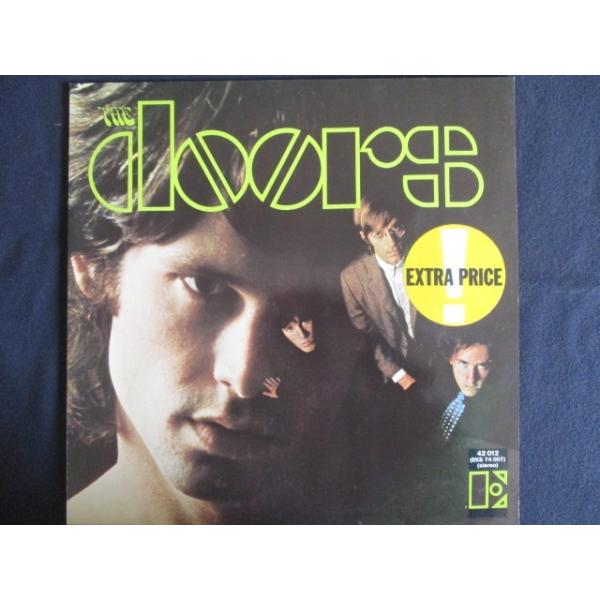 THE
doors
!
EXTRA PRICE
42 012
(EKS 74 007)
(stereo)